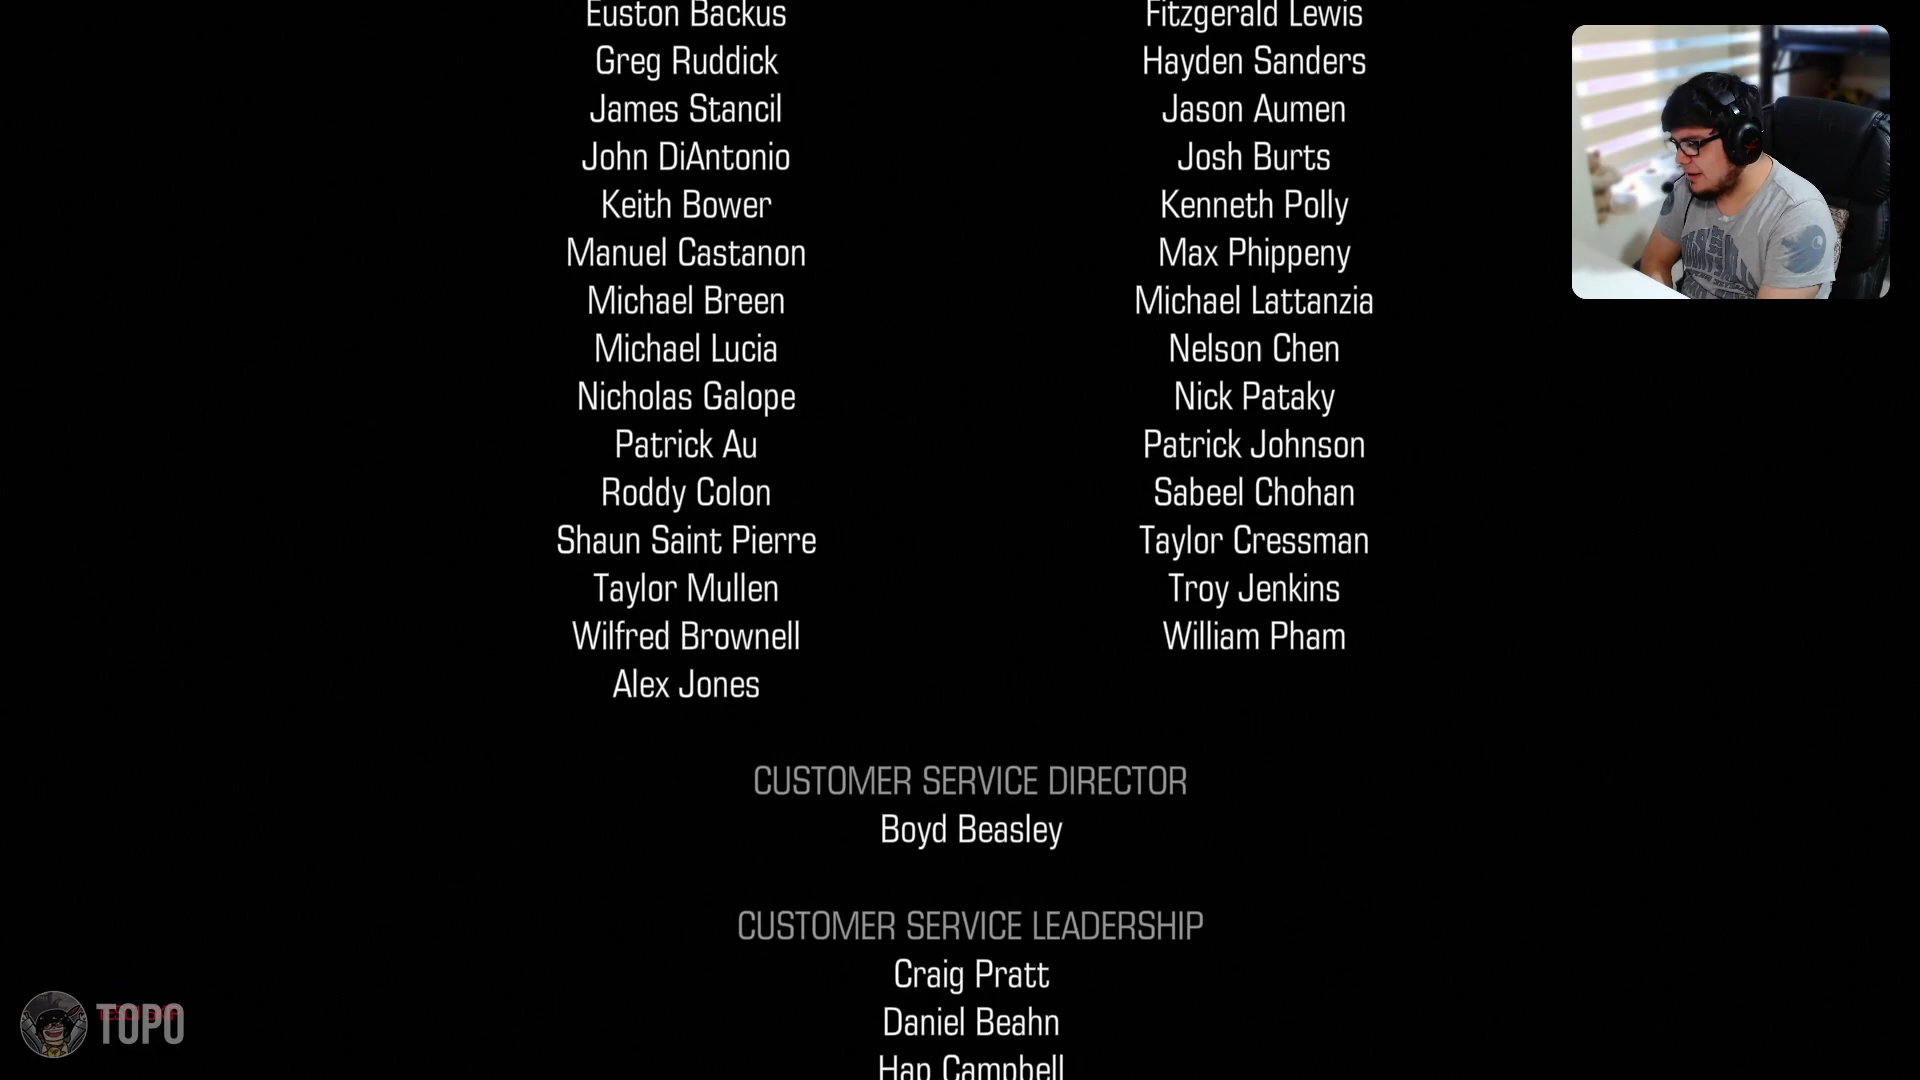 Euston Backus
Fitzgerald Lewis
Greg Ruddick
Hayden Sanders
James Stancil
Jason Aumen
John DiAntonio
Josh Burts
Keith Bower
Kenneth Polly
Manuel Castanon
Max Phippeny
Michael Breen
Michael Lattanzia
Michael Lucia
Nelson Chen
Nicholas Galope
Nick Pataky
Patrick Au
Patrick Johnson
Roddy Colon
Sabeel Chohan
Shaun Saint Pierre
Taylor Cressman
Taylor Mullen
Troy Jenkins
Wilfred Brownell
William Pham
Alex Jones
CUSTOMER SERVICE DIRECTOR
Boyd Beasley
CUSTOMER SERVICE LEADERSHIP
Craig Pratt
Daniel Beahn
Hap Campbell
TOPO